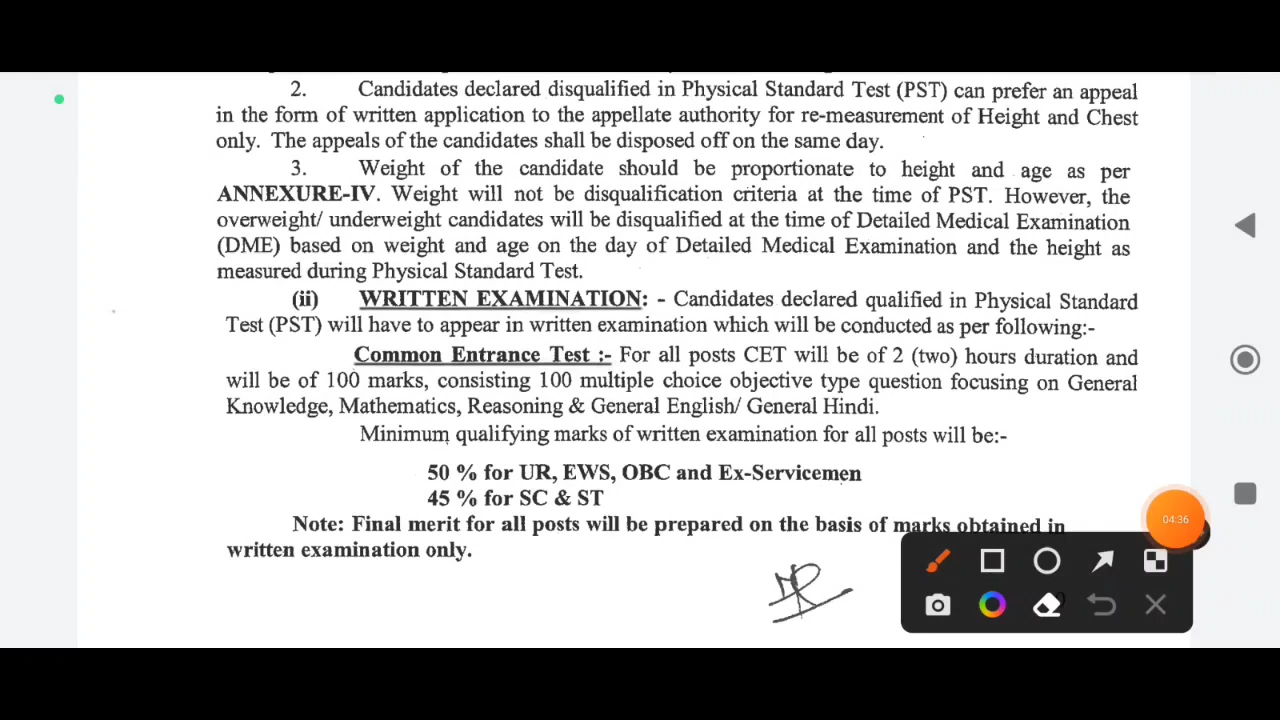 2. Candidates declared disqualified in Physical Standard Test (PST) can prefer an appeal
in the form of written application to the appellate authority for re-measurement of Height and Chest
only. The appeals of the candidates shall be disposed off on the same day.
3. Weight of the candidate should be proportionate to height and age as per
ANNEXURE-IV. Weight will not be disqualification criteria at the time of PST. However, the
overweight/ underweight candidates will be disqualified at the time of Detailed Medical Examination
(DME) based on weight and age on the day of Detailed Medical Examination and the height as
measured during Physical Standard Test.
(ii) WRITTEN EXAMINATION: - Candidates declared qualified in Physical Standard
Test (PST) will have to appear in written examination which will be conducted as per following:-
Common Entrance Test :- For all posts CET will be of 2 (two) hours duration and
will be of 100 marks, consisting 100 multiple choice objective type question focusing on General
Knowledge, Mathematics, Reasoning & General English/ General Hindi.
Minimum qualifying marks of written examination for all posts will be:-
50 % for UR, EWS, OBC and Ex-Servicemen
45 % for SC & ST
Note: Final merit for all posts will be prepared on the basis of marks obtained in
written examination only.
04:36